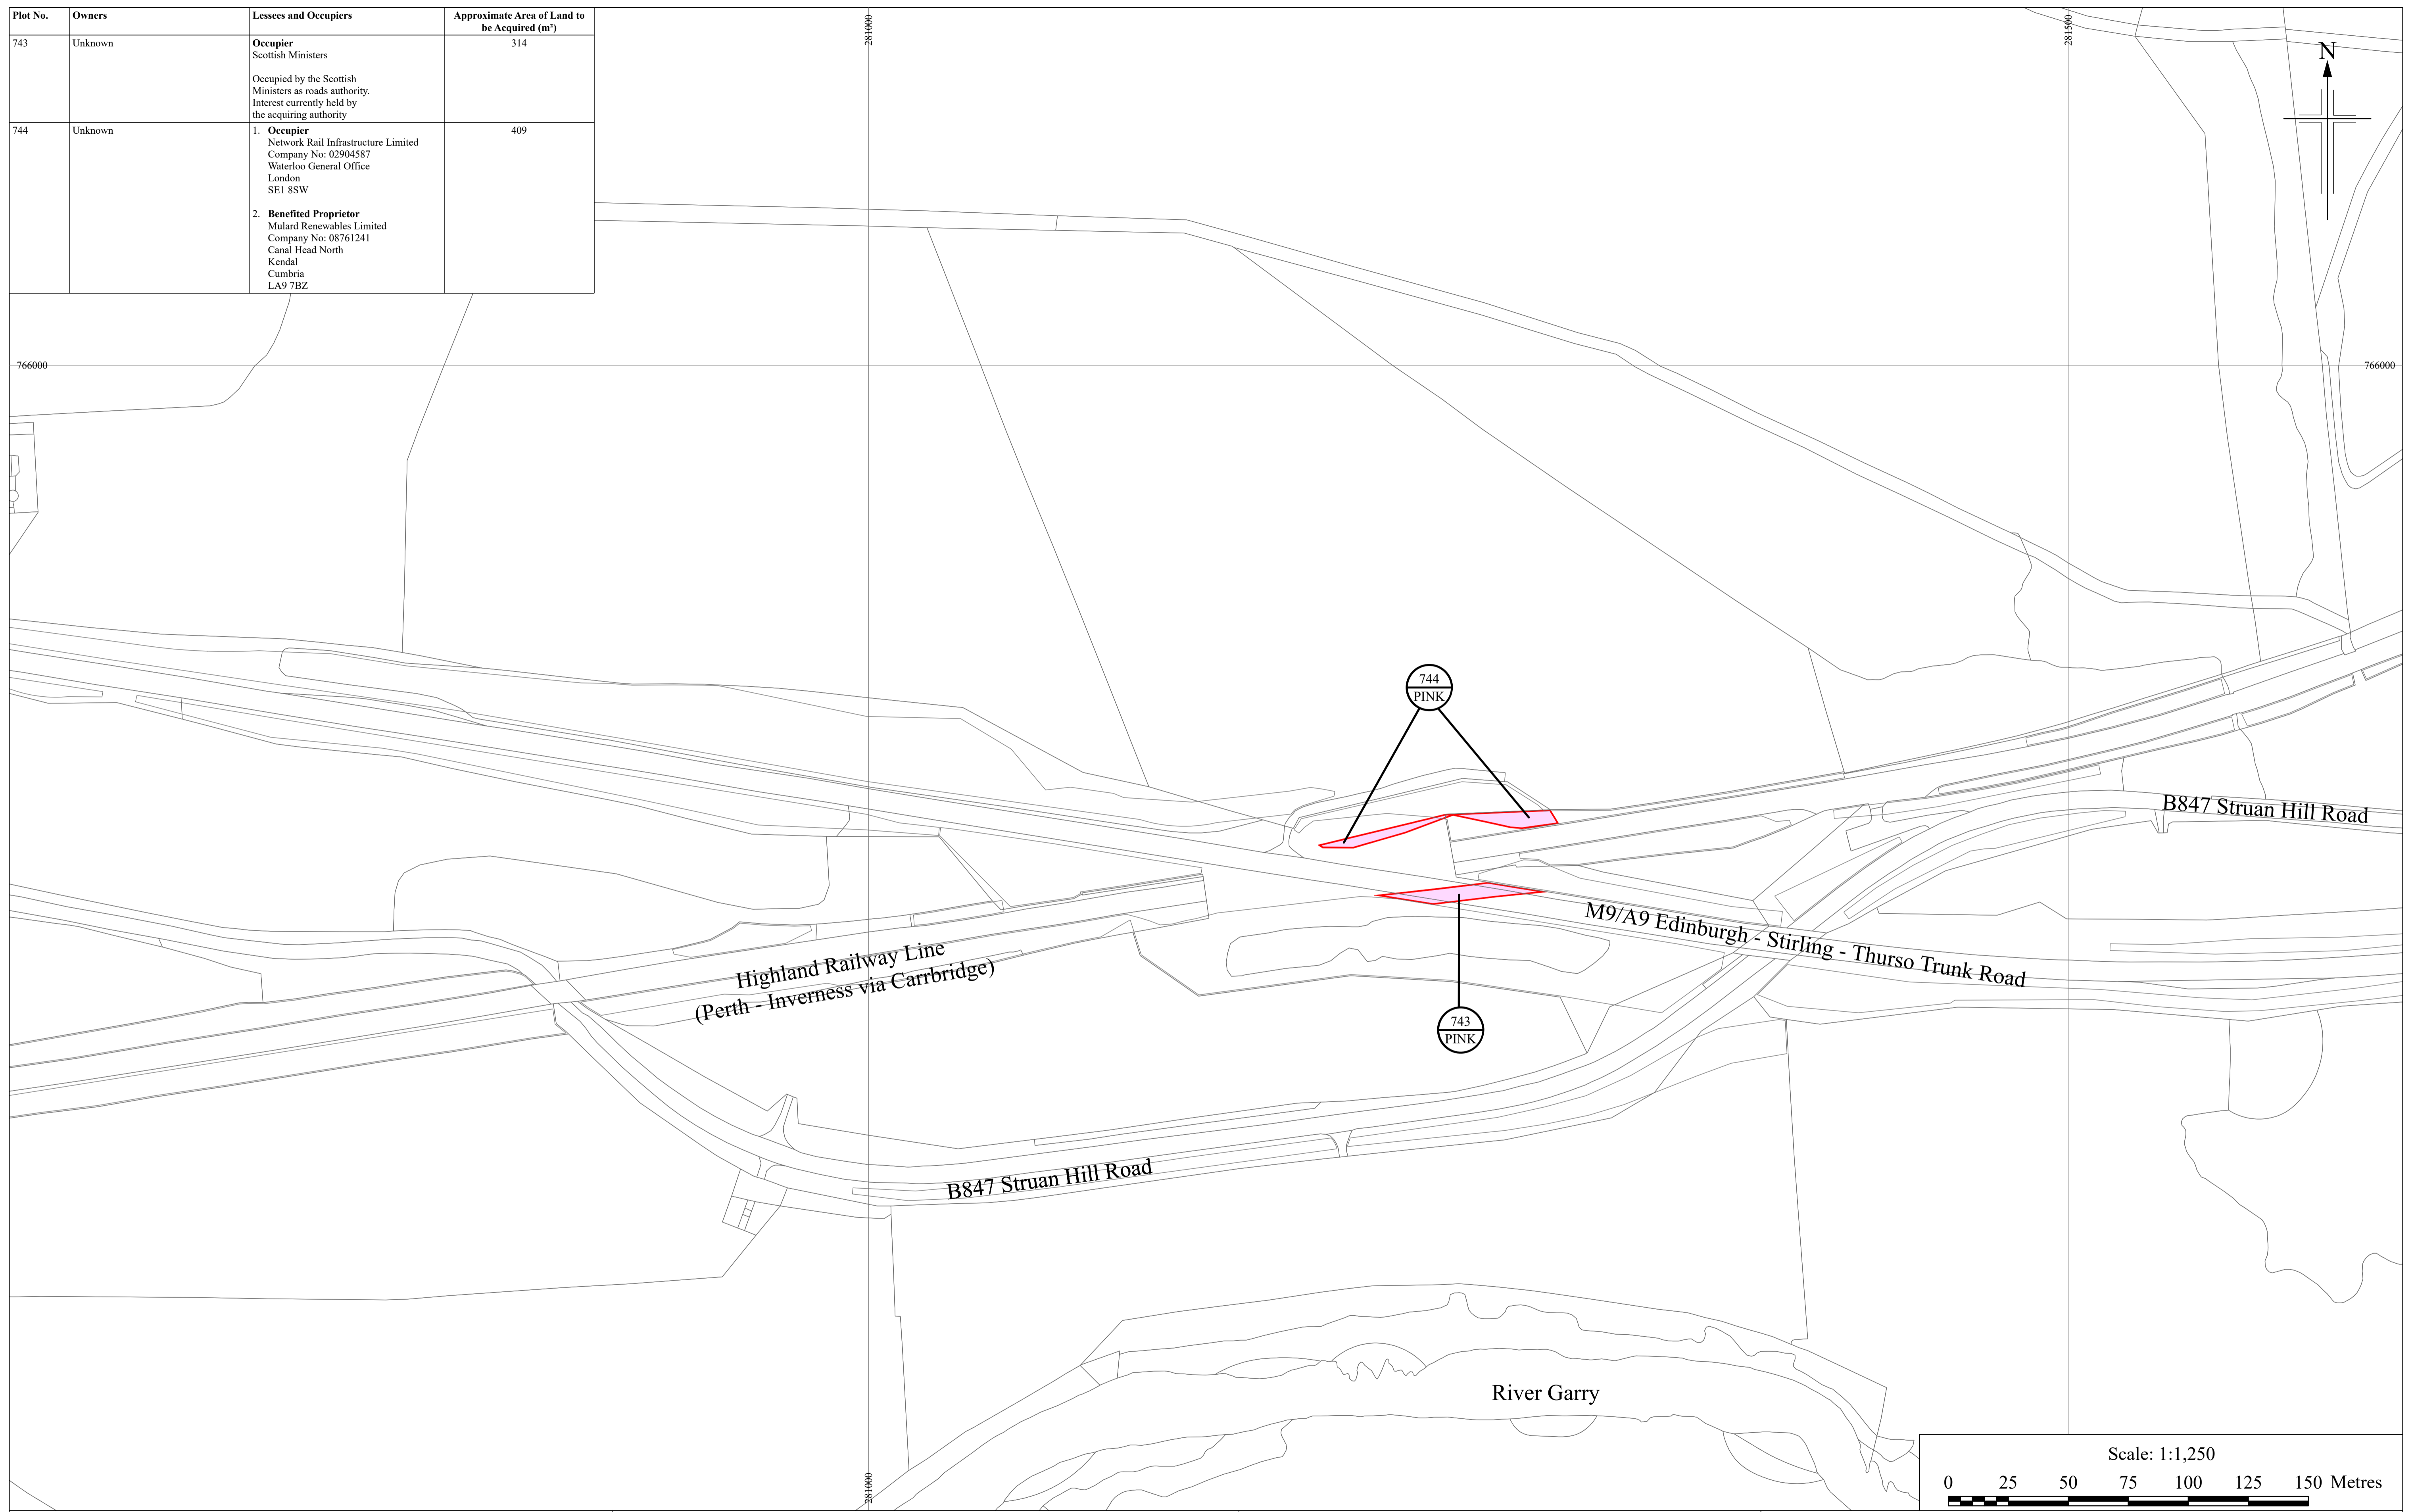 Plot No. Owners Lessees and Occupiers Approximate Area of Land to
be Acquired (m²)
743 Unknown Occupier 314
Scottish Ministers
Occupied by the Scottish
Ministers as roads authority.
Interest currently held by
the acquiring authority
744 Unknown 1. Occupier 409
Network Rail Infrastructure Limited
Company No: 02904587
Waterloo General Office
London
SE1 8SW
2. Benefited Proprietor
Mulard Renewables Limited
Company No: 08761241
Canal Head North
Kendal
Cumbria
LA9 7BZ
281000
281500
N
766000
766000
744
PINK
B847 Struan Hill Road
M9/A9 Edinburgh - Stirling - Thurso Trunk Road
Highland Railway Line
(Perth - Inverness via Carrbridge)
743
PINK
B847 Struan Hill Road
River Garry
281000
Scale: 1:1,250
0 25 50 75 100 125 150 Metres